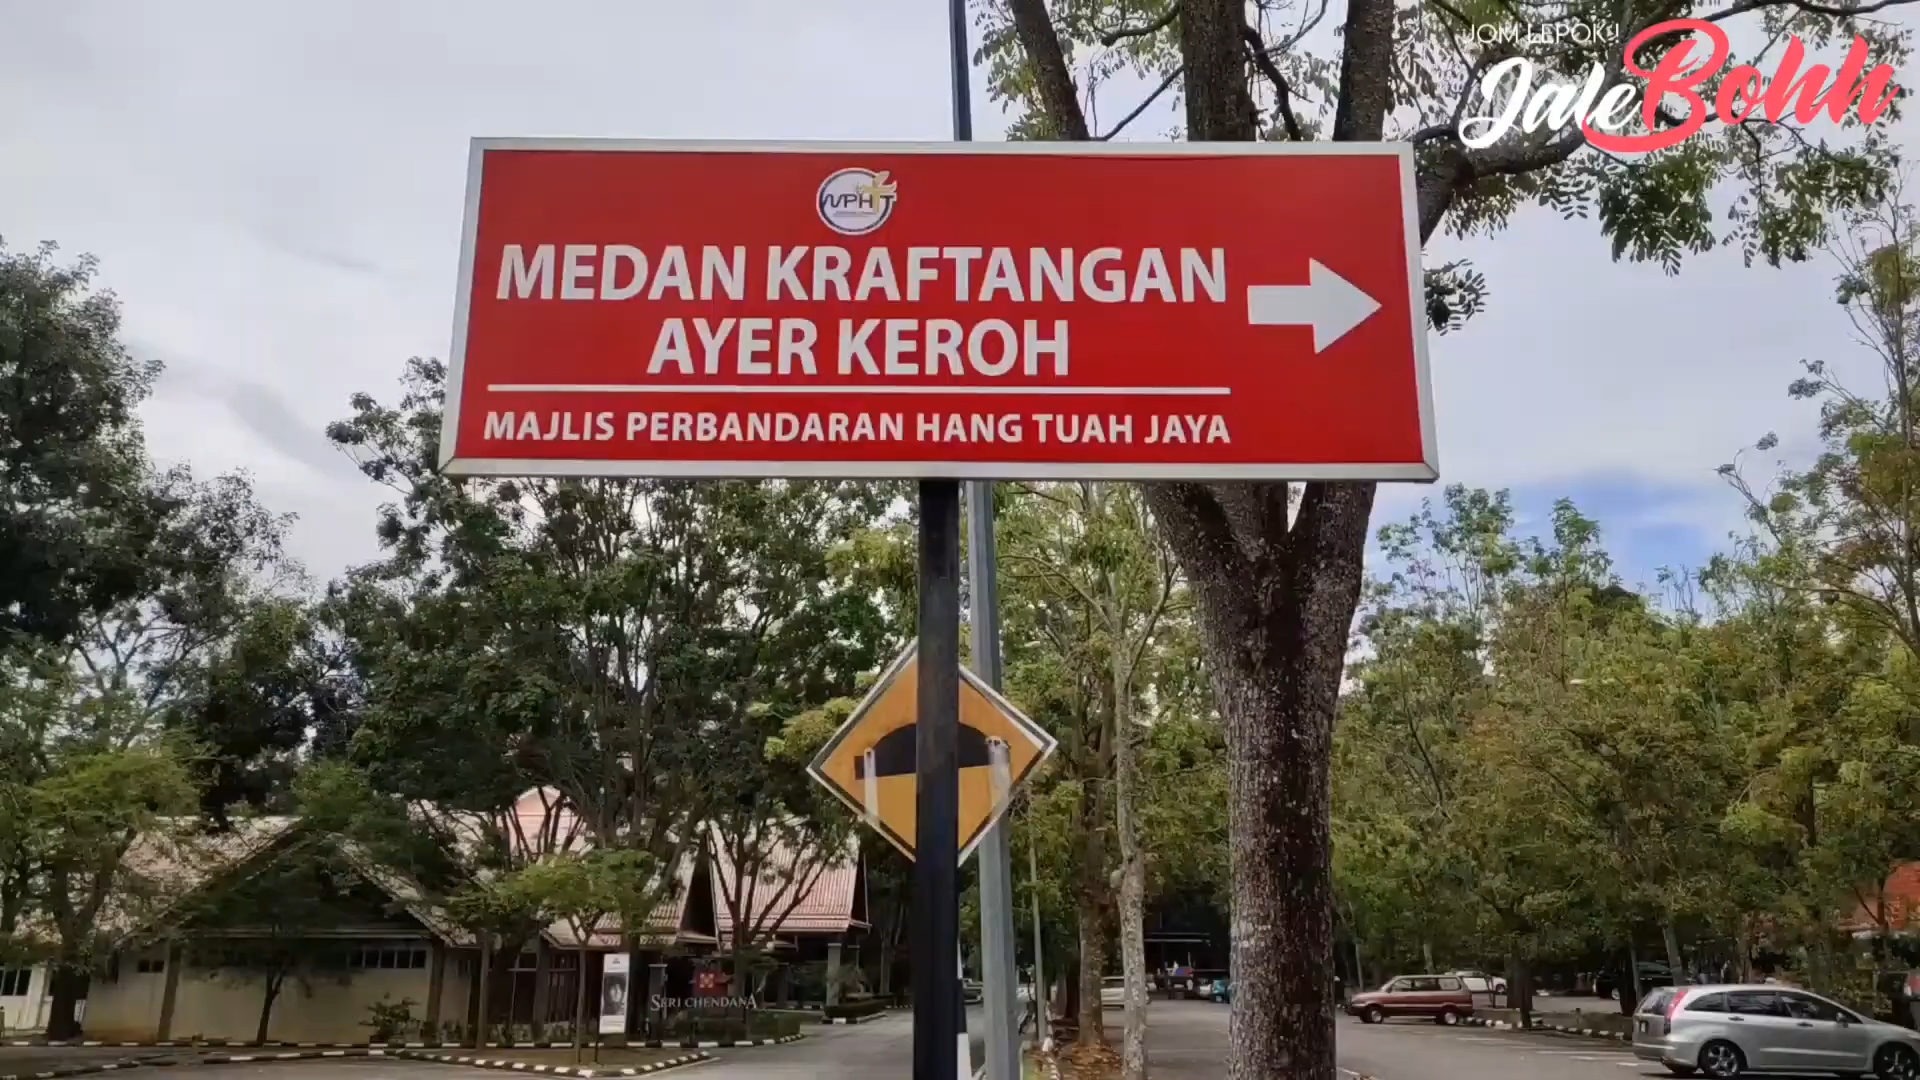 JOM LEPOK!
JaleBohh
MPHTJ
MEDAN KRAFTANGAN
AYER KEROH
MAJLIS PERBANDARAN HANG TUAH JAYA
SERI CHENDANA